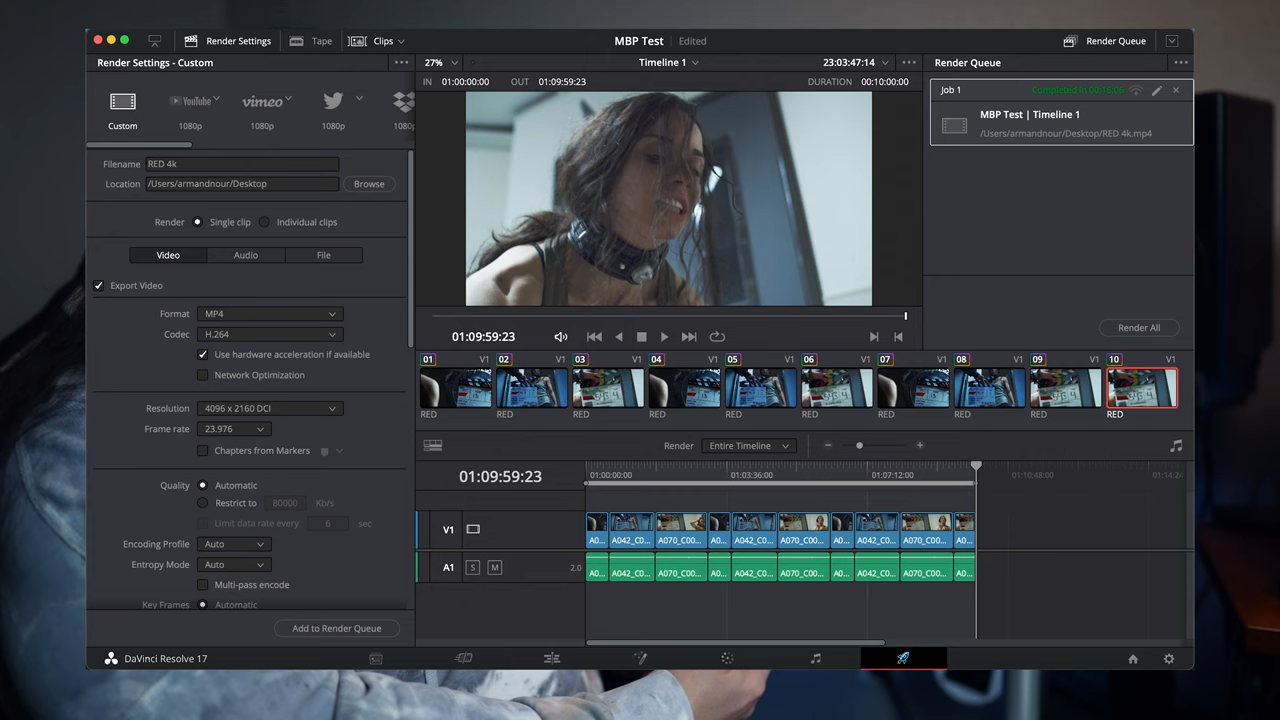 Render Settings Tape Clips MBP Test Edited Render Queue
Render Settings - Custom 27% Timeline 1 23:03:47:14 Render Queue
IN 01:00:00:00 OUT 01:09:59:23 DURATION 00:10:00:00
Job 1 Completed in 00:16:06
YouTube vimeo
Custom 1080p 1080p 1080p 1080p
MBP Test | Timeline 1
/Users/armandnour/Desktop/RED 4k.mp4
Filename RED 4k
Location /Users/armandnour/Desktop Browse
Render Single clip Individual clips
Video Audio File
Export Video
Format MP4
Codec H.264
Use hardware acceleration if available
Network Optimization
01:09:59:23
Render All
01 V1 02 V1 03 V1 04 V1 05 V1 06 V1 07 V1 08 V1 09 V1 10 V1
RED RED RED RED RED RED RED RED RED RED
Resolution 4096 x 2160 DCI
Frame rate 23.976
Chapters from Markers
Render Entire Timeline
01:09:59:23 01:00:00:00 01:03:36:00 01:07:12:00 01:10:48:00 01:14:24
Quality Automatic
Restrict to 80000 Kb/s
Limit data rate every 6 sec
Encoding Profile Auto
Entropy Mode Auto
Multi-pass encode
Key Frames Automatic
V1
A0... A042_C0... A070_C00... A0... A042_C0... A070_C00... A0... A042_C0... A070_C00... A0...
A1 S M 2.0
A0... A042_C0... A070_C00... A0... A042_C0... A070_C00... A0... A042_C0... A070_C00... A0...
Add to Render Queue
DaVinci Resolve 17